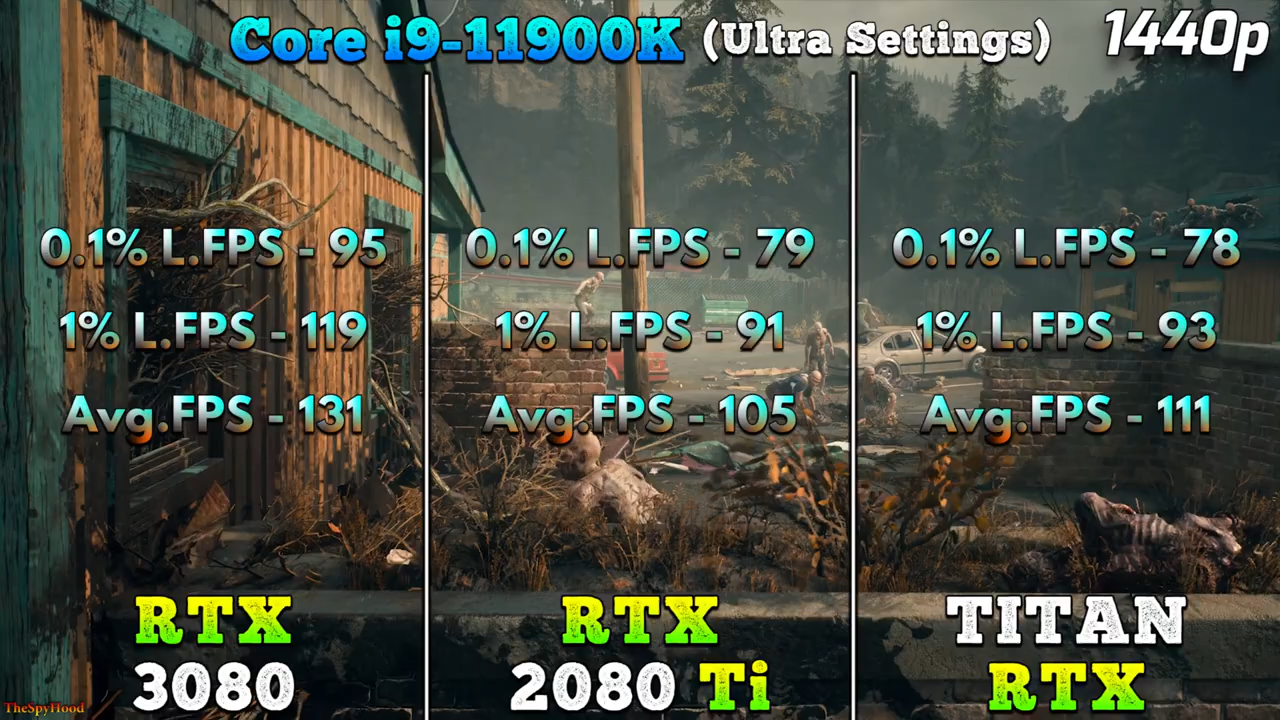 Core i9-11900K (Ultra Settings) 1440p
0.1% L.FPS - 95
1% L.FPS - 119
Avg.FPS - 131
RTX
3080
0.1% L.FPS - 79
1% L.FPS - 91
Avg.FPS - 105
RTX
2080 Ti
0.1% L.FPS - 78
1% L.FPS - 93
Avg.FPS - 111
TITAN
RTX
TheSpyHood